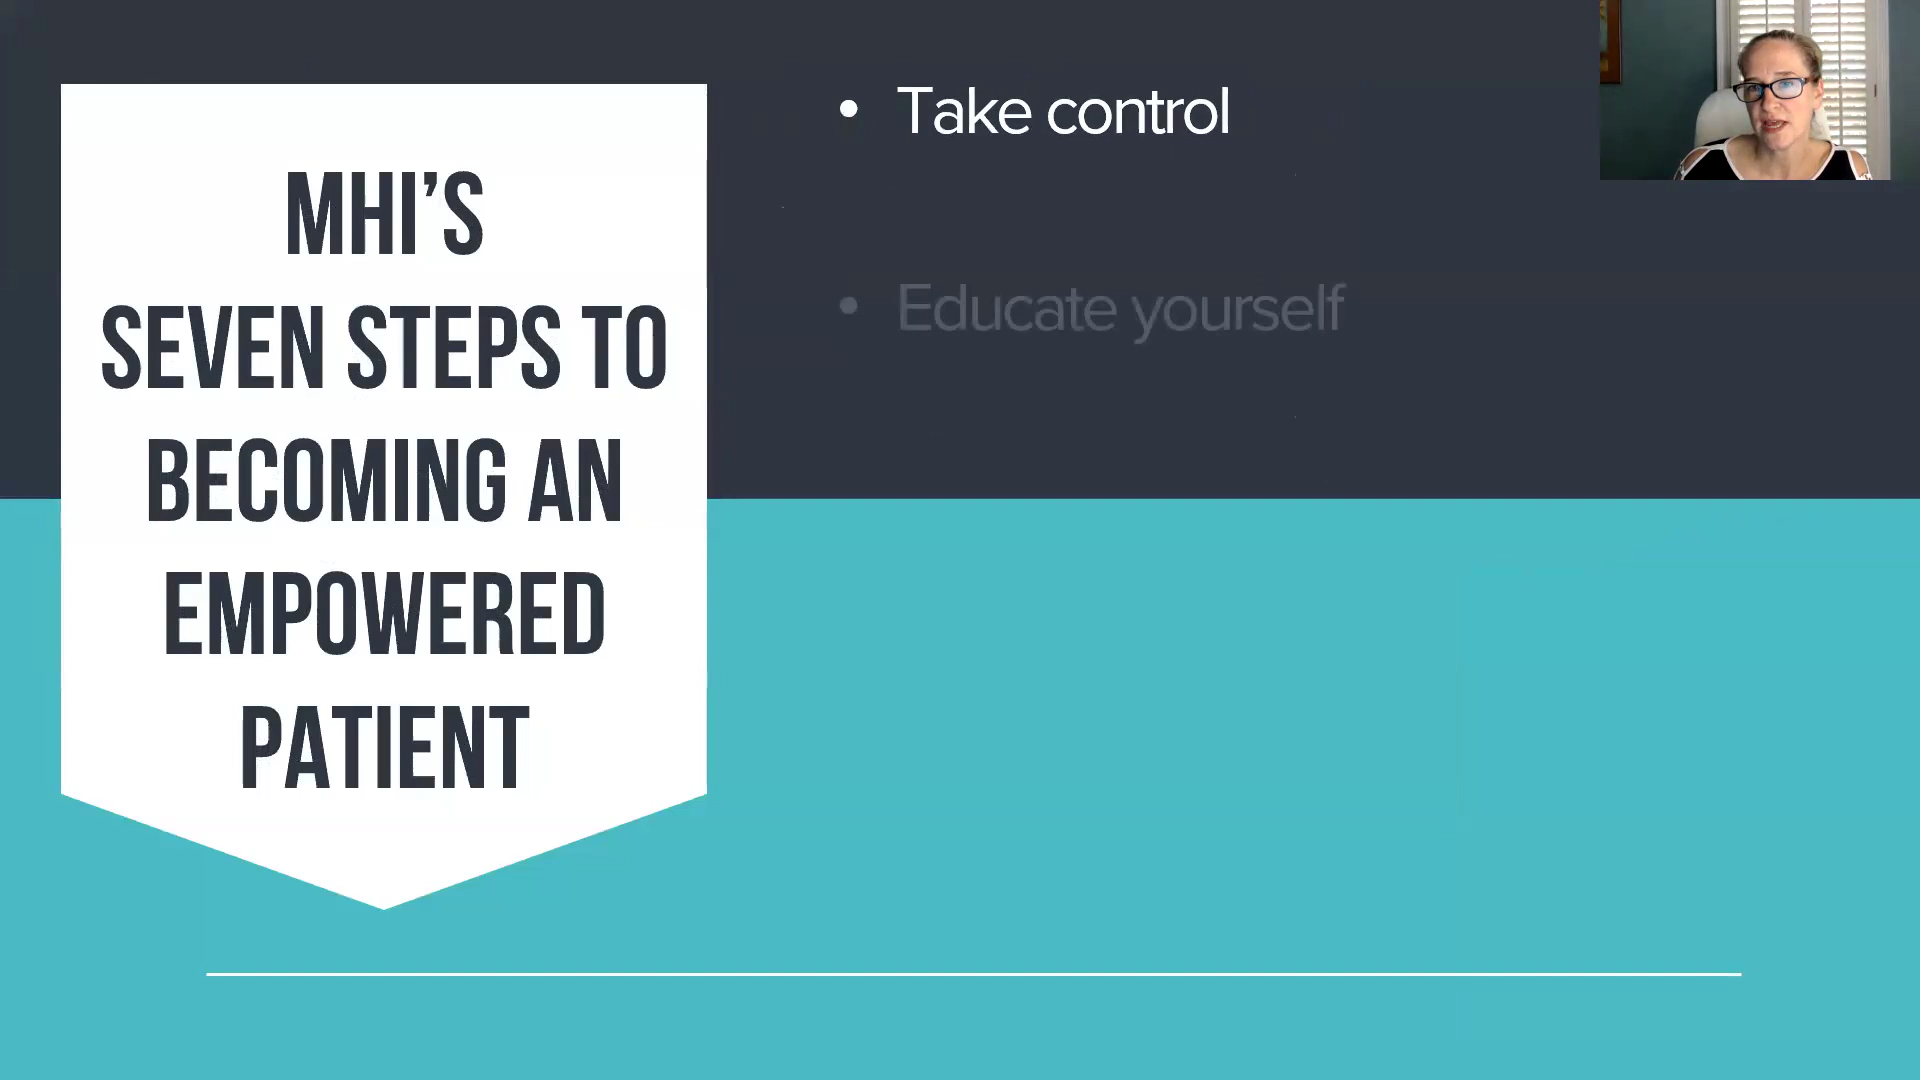 MHI’S
SEVEN STEPS TO
BECOMING AN
EMPOWERED
PATIENT
• Take control
• Educate yourself